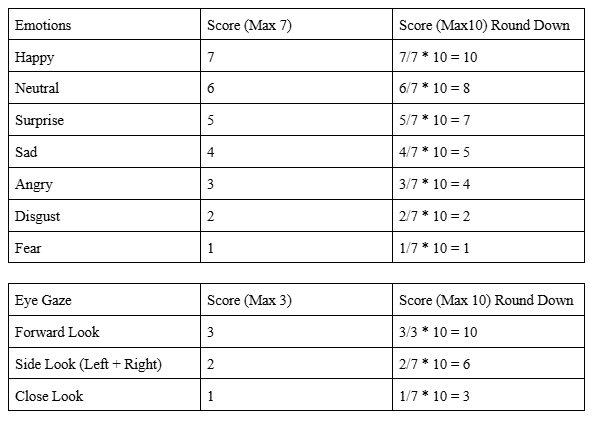 Emotions Score (Max 7) Score (Max10) Round Down
Happy 7 7/7 * 10 = 10
Neutral 6 6/7 * 10 = 8
Surprise 5 5/7 * 10 = 7
Sad 4 4/7 * 10 = 5
Angry 3 3/7 * 10 = 4
Disgust 2 2/7 * 10 = 2
Fear 1 1/7 * 10 = 1
Eye Gaze Score (Max 3) Score (Max 10) Round Down
Forward Look 3 3/3 * 10 = 10
Side Look (Left + Right) 2 2/7 * 10 = 6
Close Look 1 1/7 * 10 = 3